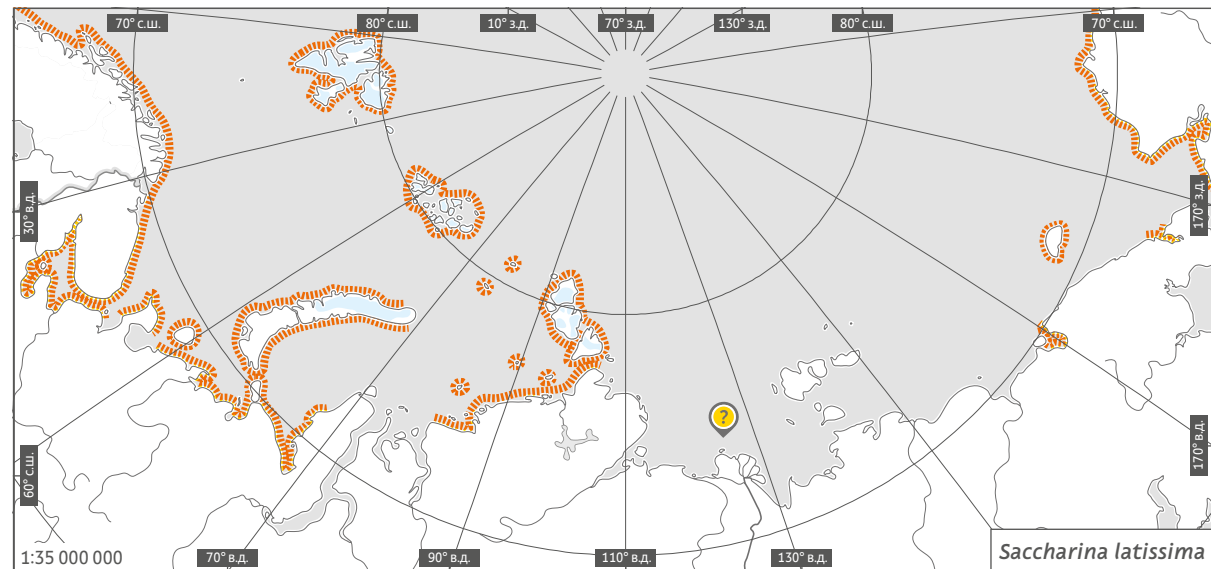 70° с.ш.
80° с.ш.
10° з.д.
70° з.д.
130° з.д.
80° с.ш.
70° с.ш.
30° в.д.
170° з.д.
?
60° с.ш.
170° в.д.
1:35 000 000
70° в.д.
90° в.д.
110° в.д.
130° в.д.
Saccharina latissima